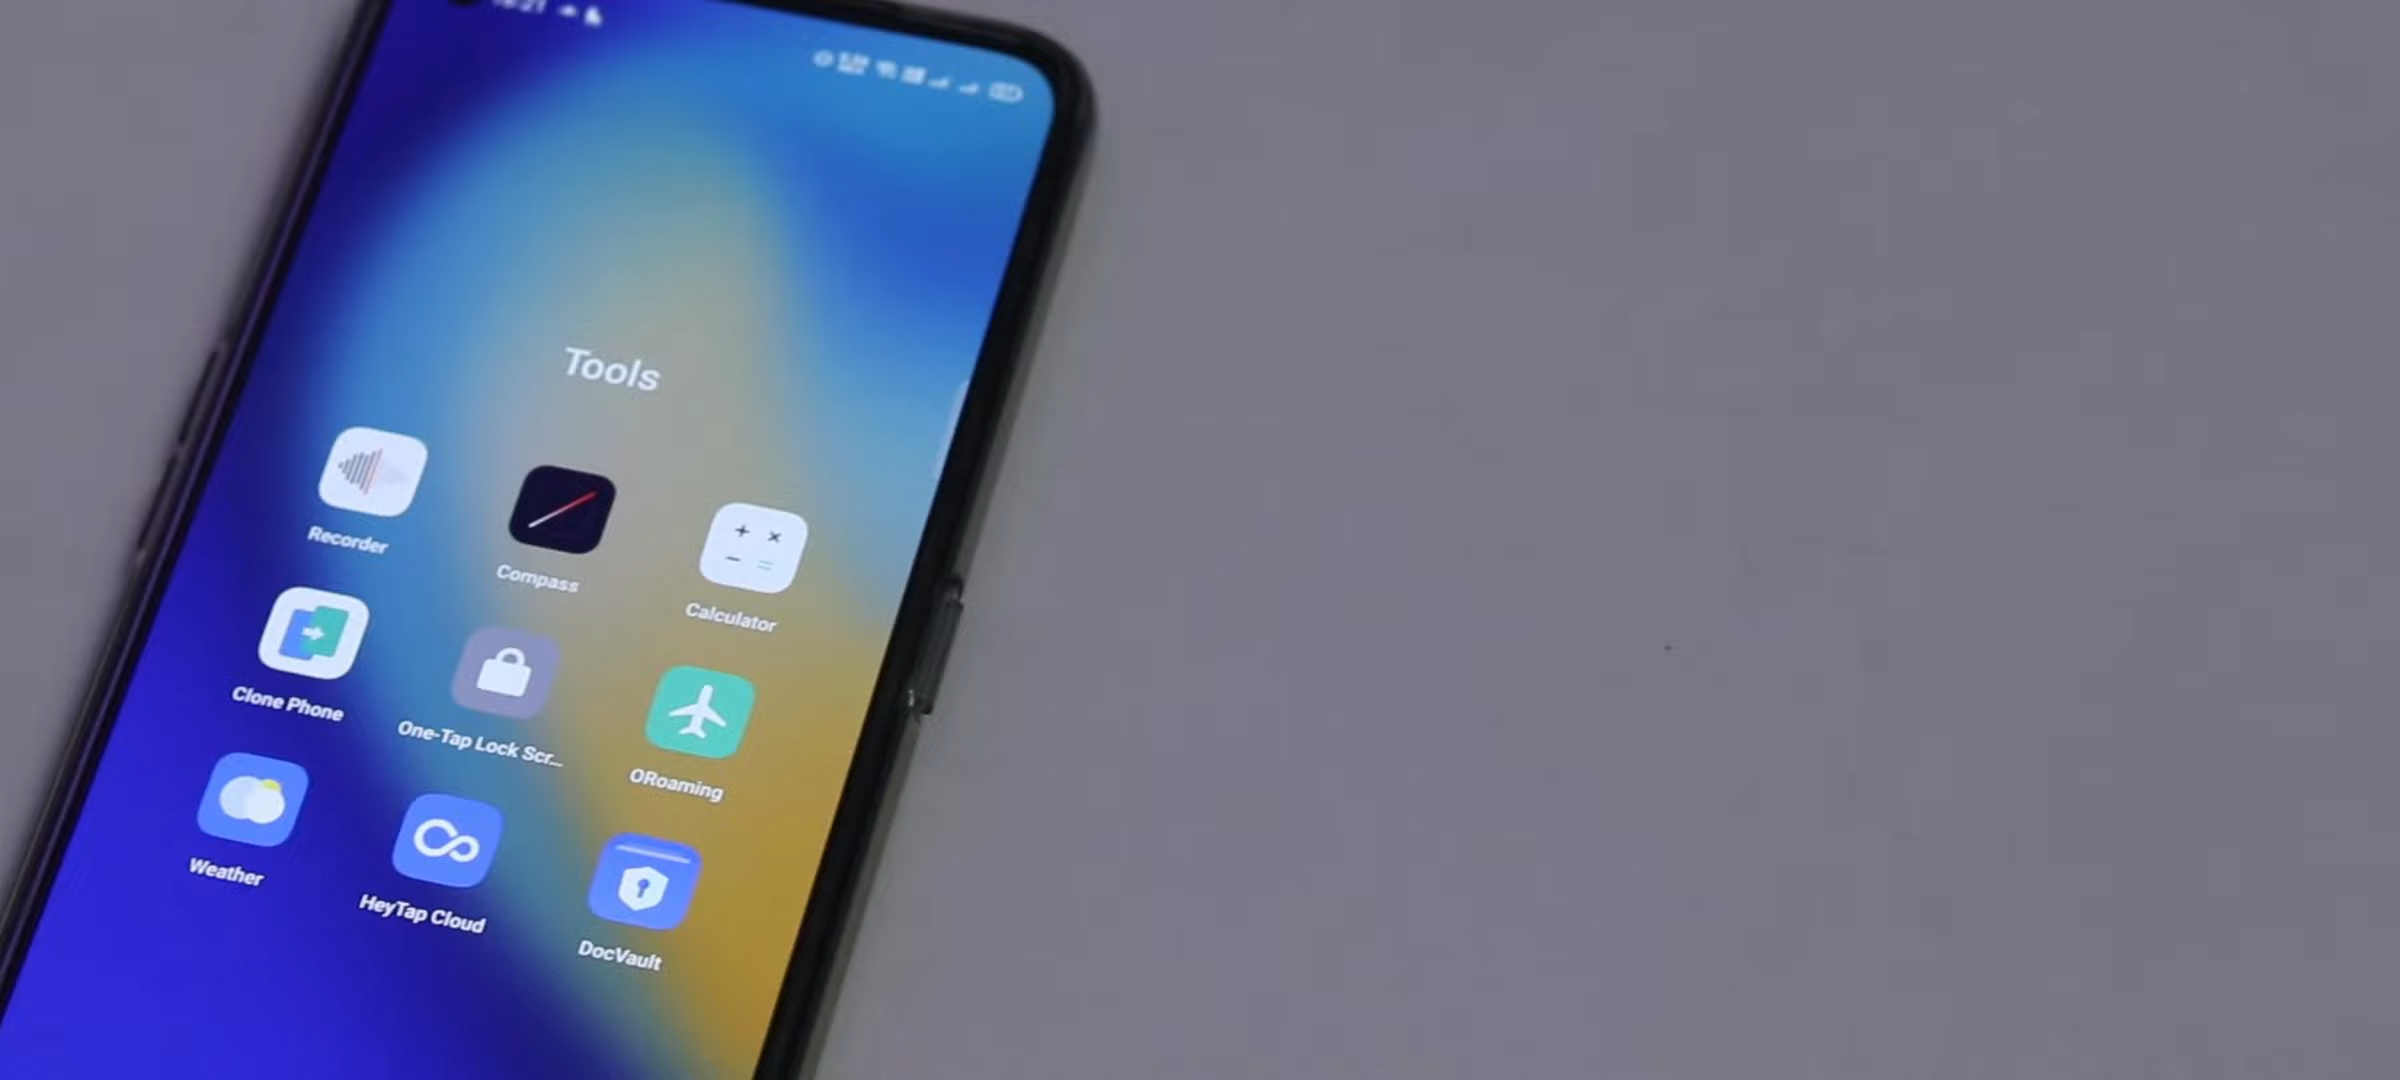 Tools
Recorder
Compass
Calculator
Clone Phone
One-Tap Lock Scr...
ORoaming
Weather
HeyTap Cloud
DocVault